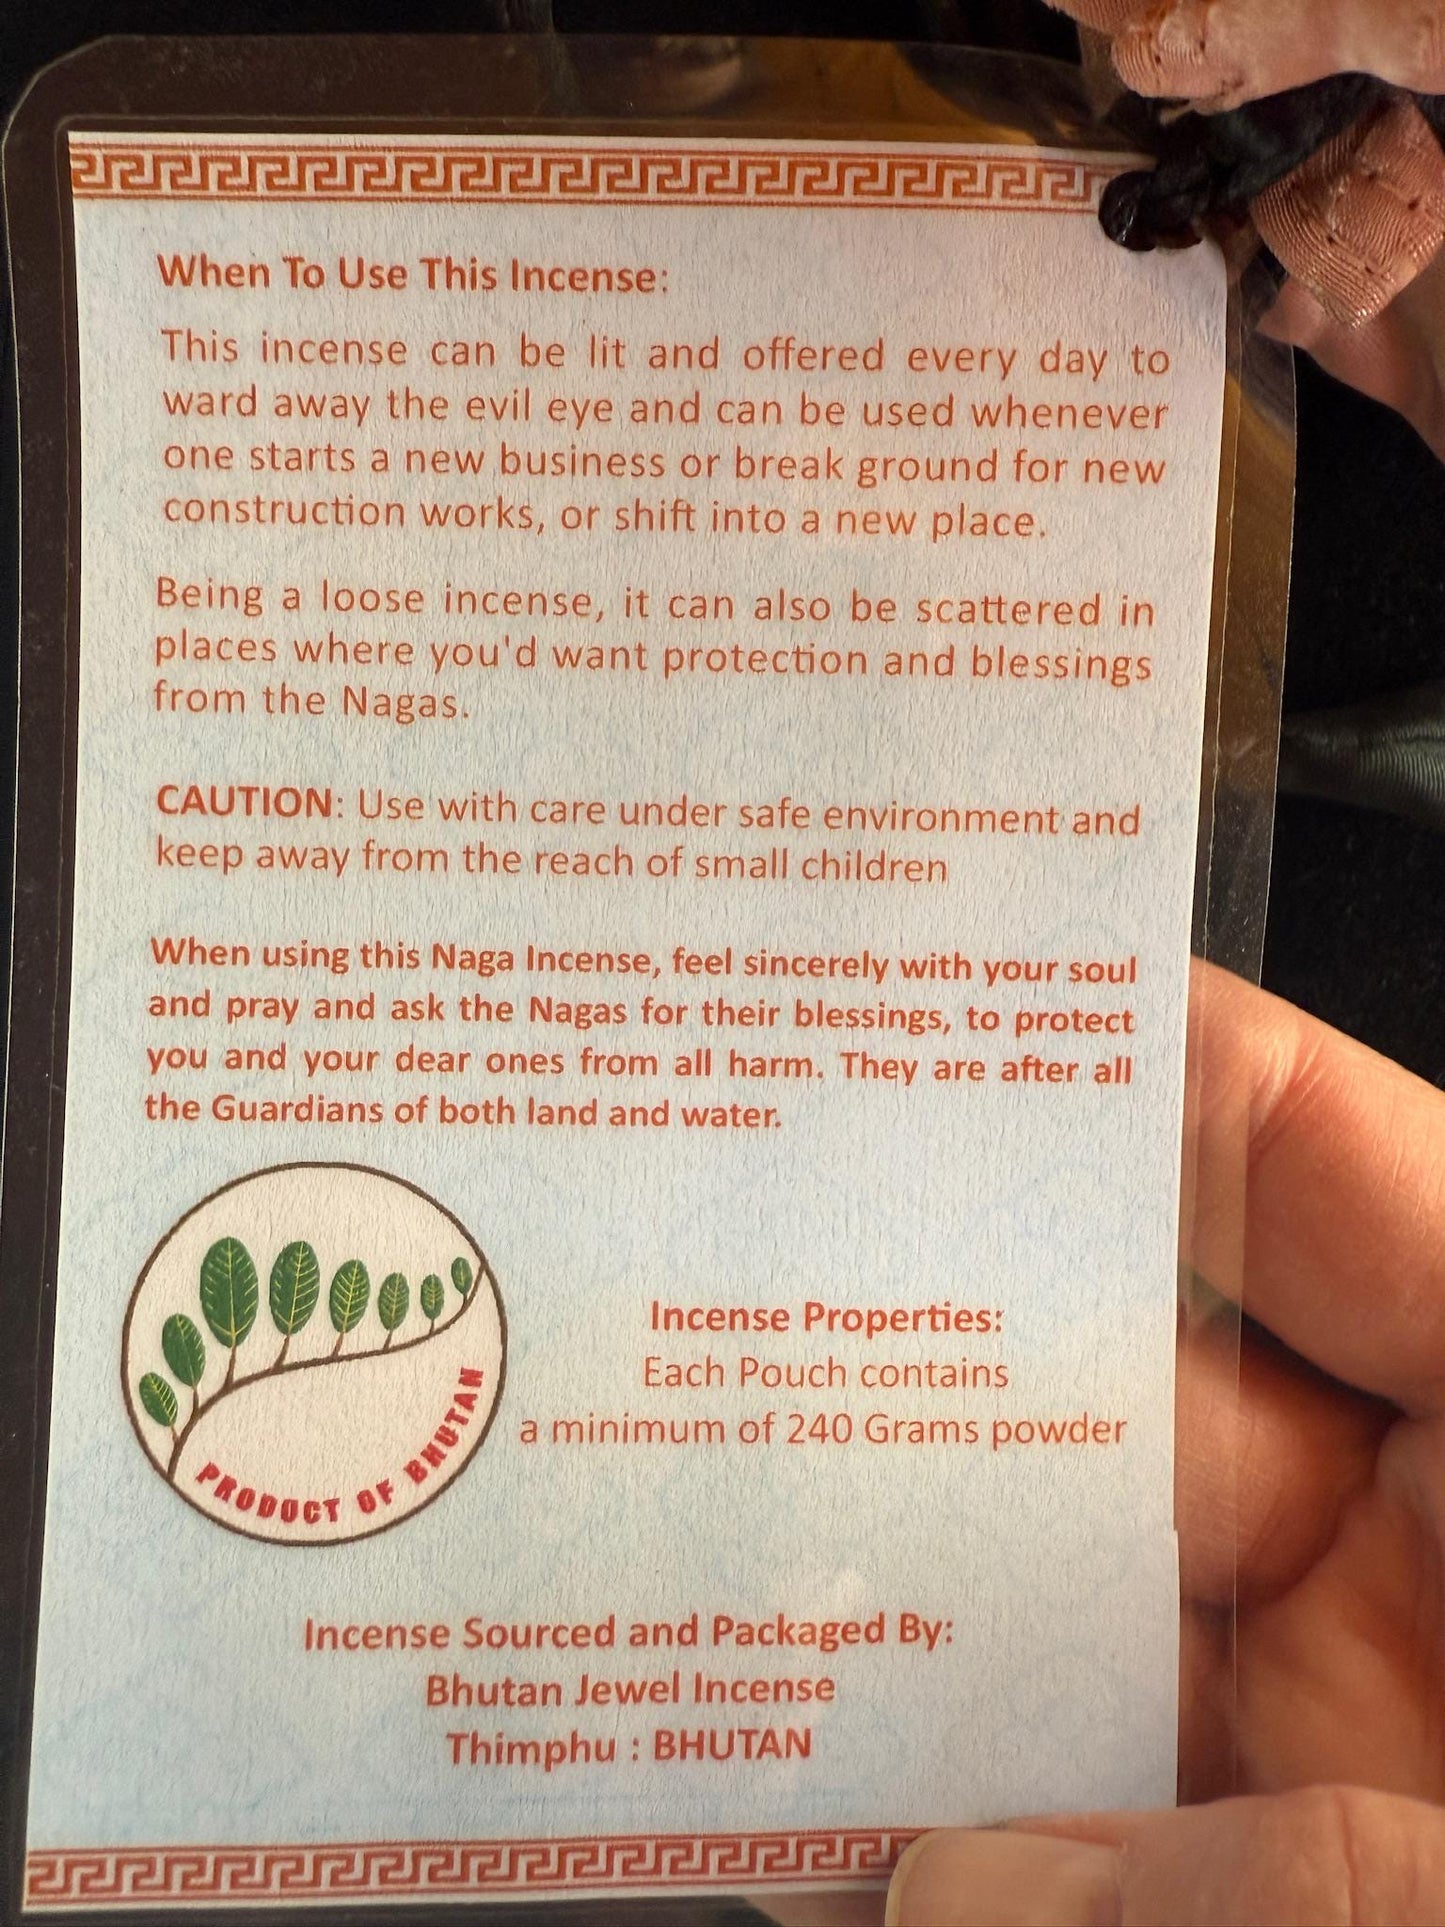 When To Use This Incense:
This incense can be lit and offered every day to
ward away the evil eye and can be used whenever
one starts a new business or break ground for new
construction works, or shift into a new place.
Being a loose incense, it can also be scattered in
places where you'd want protection and blessings
from the Nagas.
CAUTION: Use with care under safe environment and
keep away from the reach of small children
When using this Naga Incense, feel sincerely with your soul
and pray and ask the Nagas for their blessings, to protect
you and your dear ones from all harm. They are after all
the Guardians of both land and water.
PRODUCT OF BHUTAN
Incense Properties:
Each Pouch contains
a minimum of 240 Grams powder
Incense Sourced and Packaged By:
Bhutan Jewel Incense
Thimphu : BHUTAN